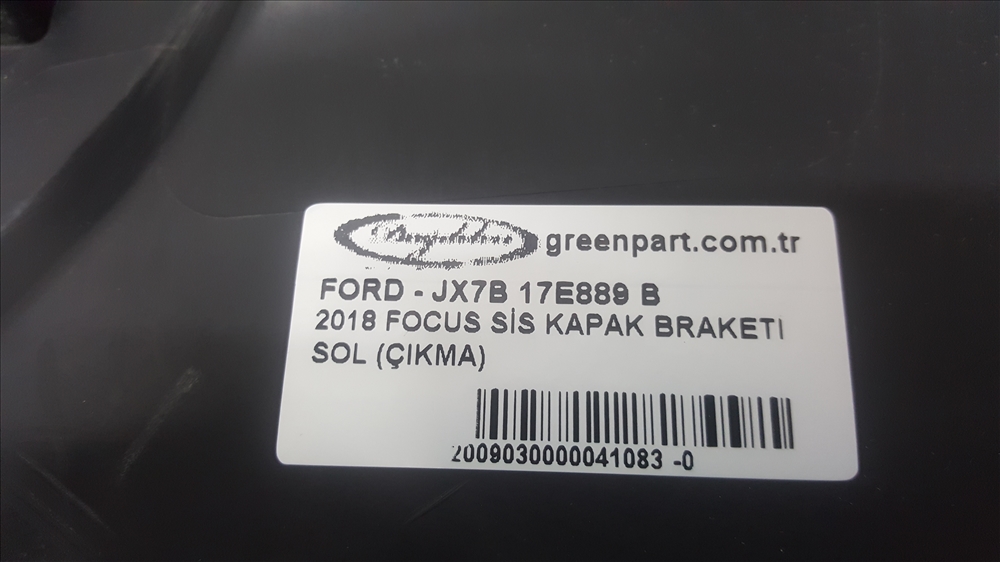 greenpart.com.tr
FORD - JX7B 17E889 B
2018 FOCUS SİS KAPAK BRAKETI
SOL (ÇIKMA)
2009030000041083 -0